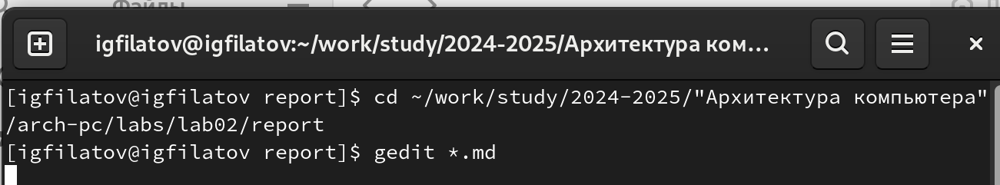 Файлы
igfilatov@igfilatov:~/work/study/2024-2025/Архитектура ком...
[igfilatov@igfilatov report]$ cd ~/work/study/2024-2025/"Архитектура компьютера"
/arch-pc/labs/lab02/report
[igfilatov@igfilatov report]$ gedit *.md